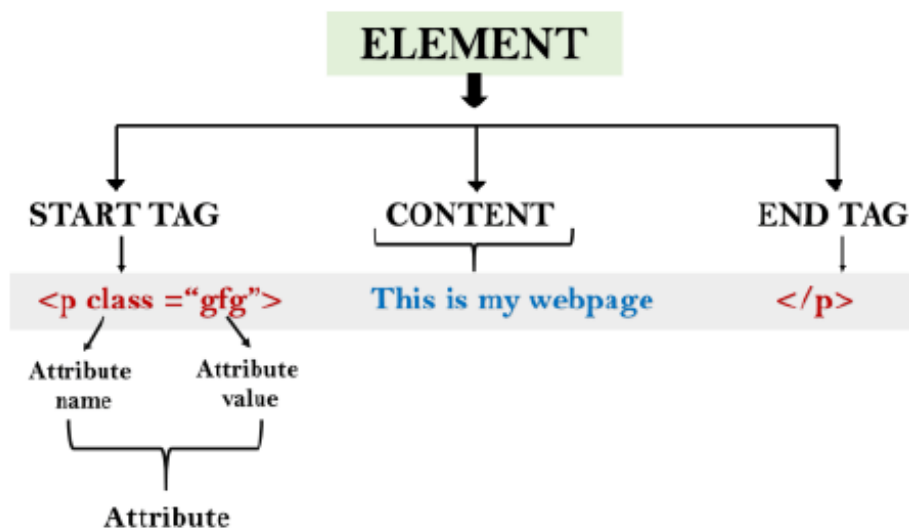 ELEMENT
START TAG
CONTENT
END TAG
<p class =“gfg”>
This is my webpage
</p>
Attribute
name
Attribute
value
Attribute